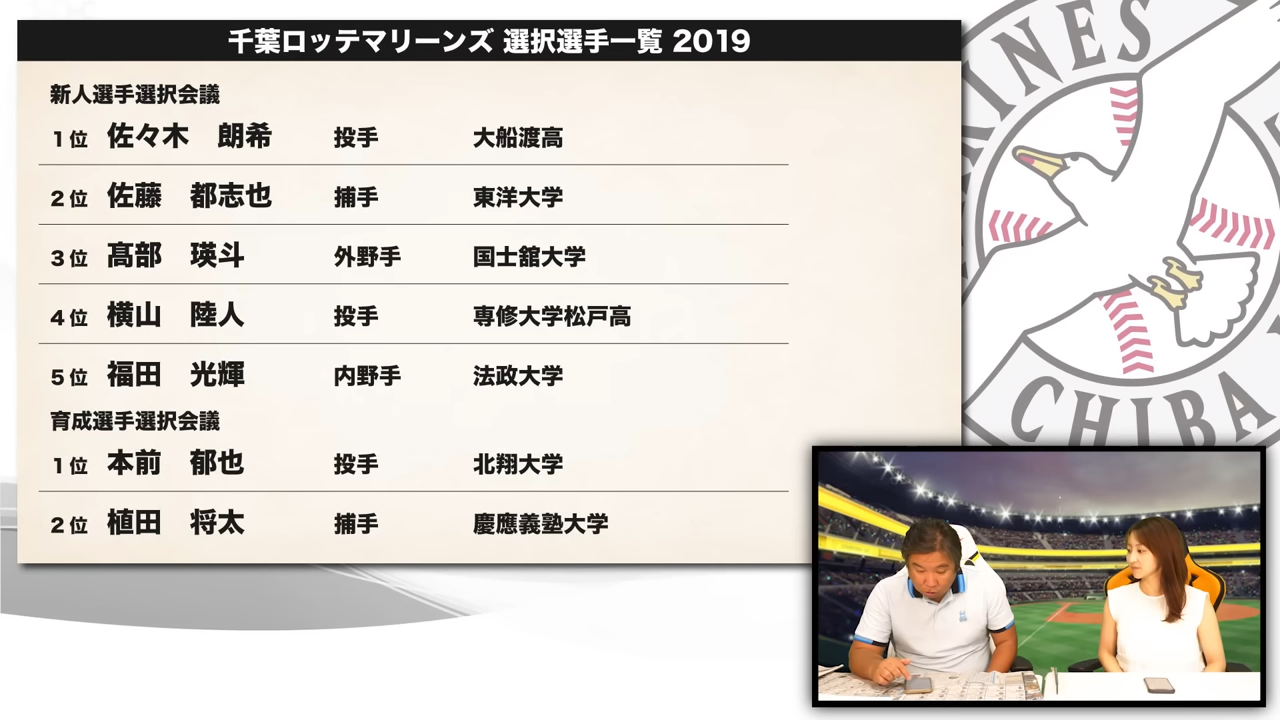 千葉ロッテマリーンズ 選択選手一覧 2019
新人選手選択会議
1位 佐々木 朗希 投手 大船渡高
2位 佐藤 都志也 捕手 東洋大学
3位 髙部 瑛斗 外野手 国士舘大学
4位 横山 陸人 投手 専修大学松戸高
5位 福田 光輝 内野手 法政大学
育成選手選択会議
1位 本前 郁也 投手 北翔大学
2位 植田 将太 捕手 慶應義塾大学
INES
CHIBA